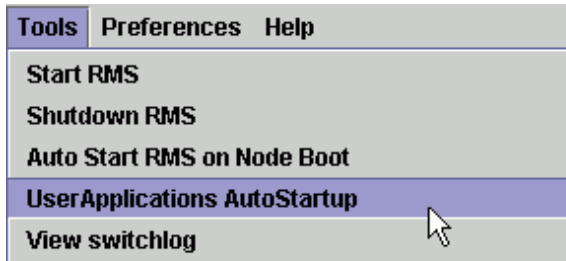 Tools Preferences Help
Start RMS
Shutdown RMS
Auto Start RMS on Node Boot
UserApplications AutoStartup
View switchlog